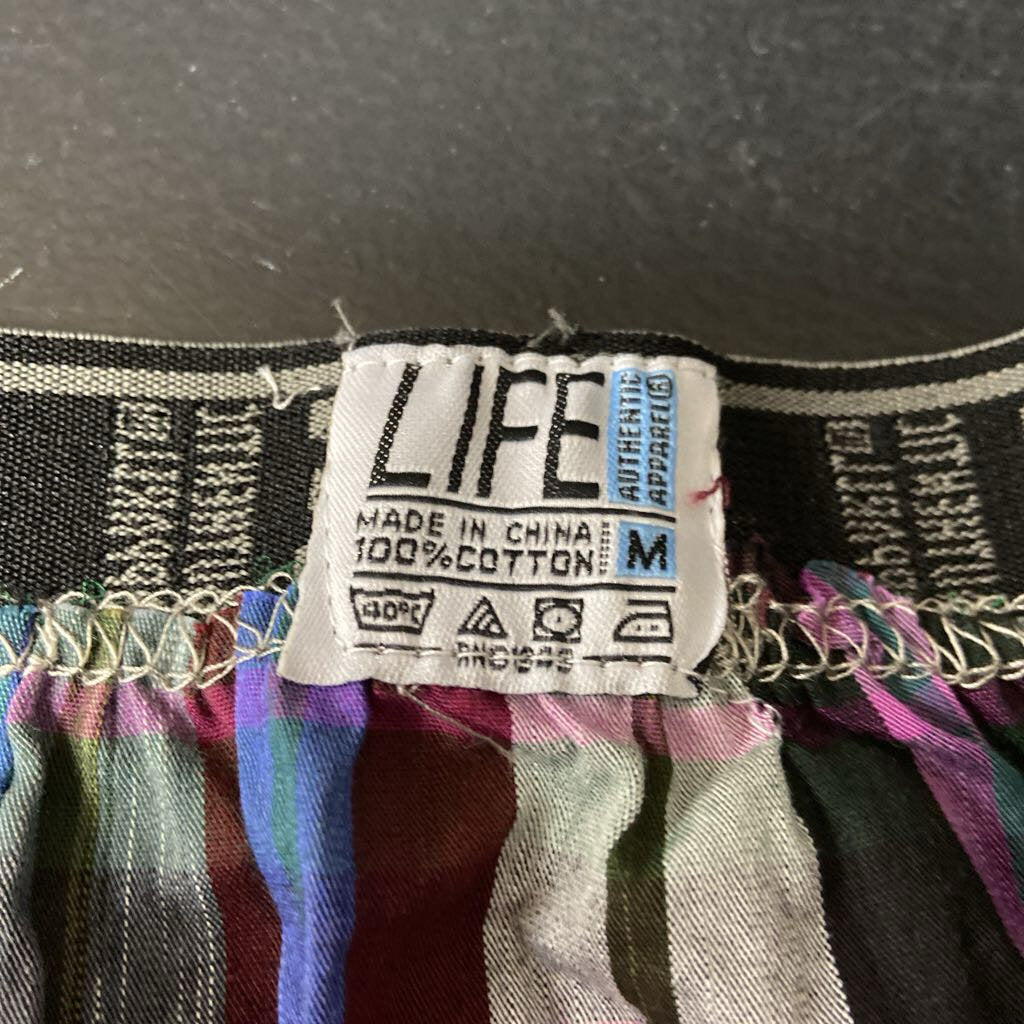 LIFE
AUTHENTIC
APPAREL®
MADE IN CHINA
100% COTTON
M
40°C